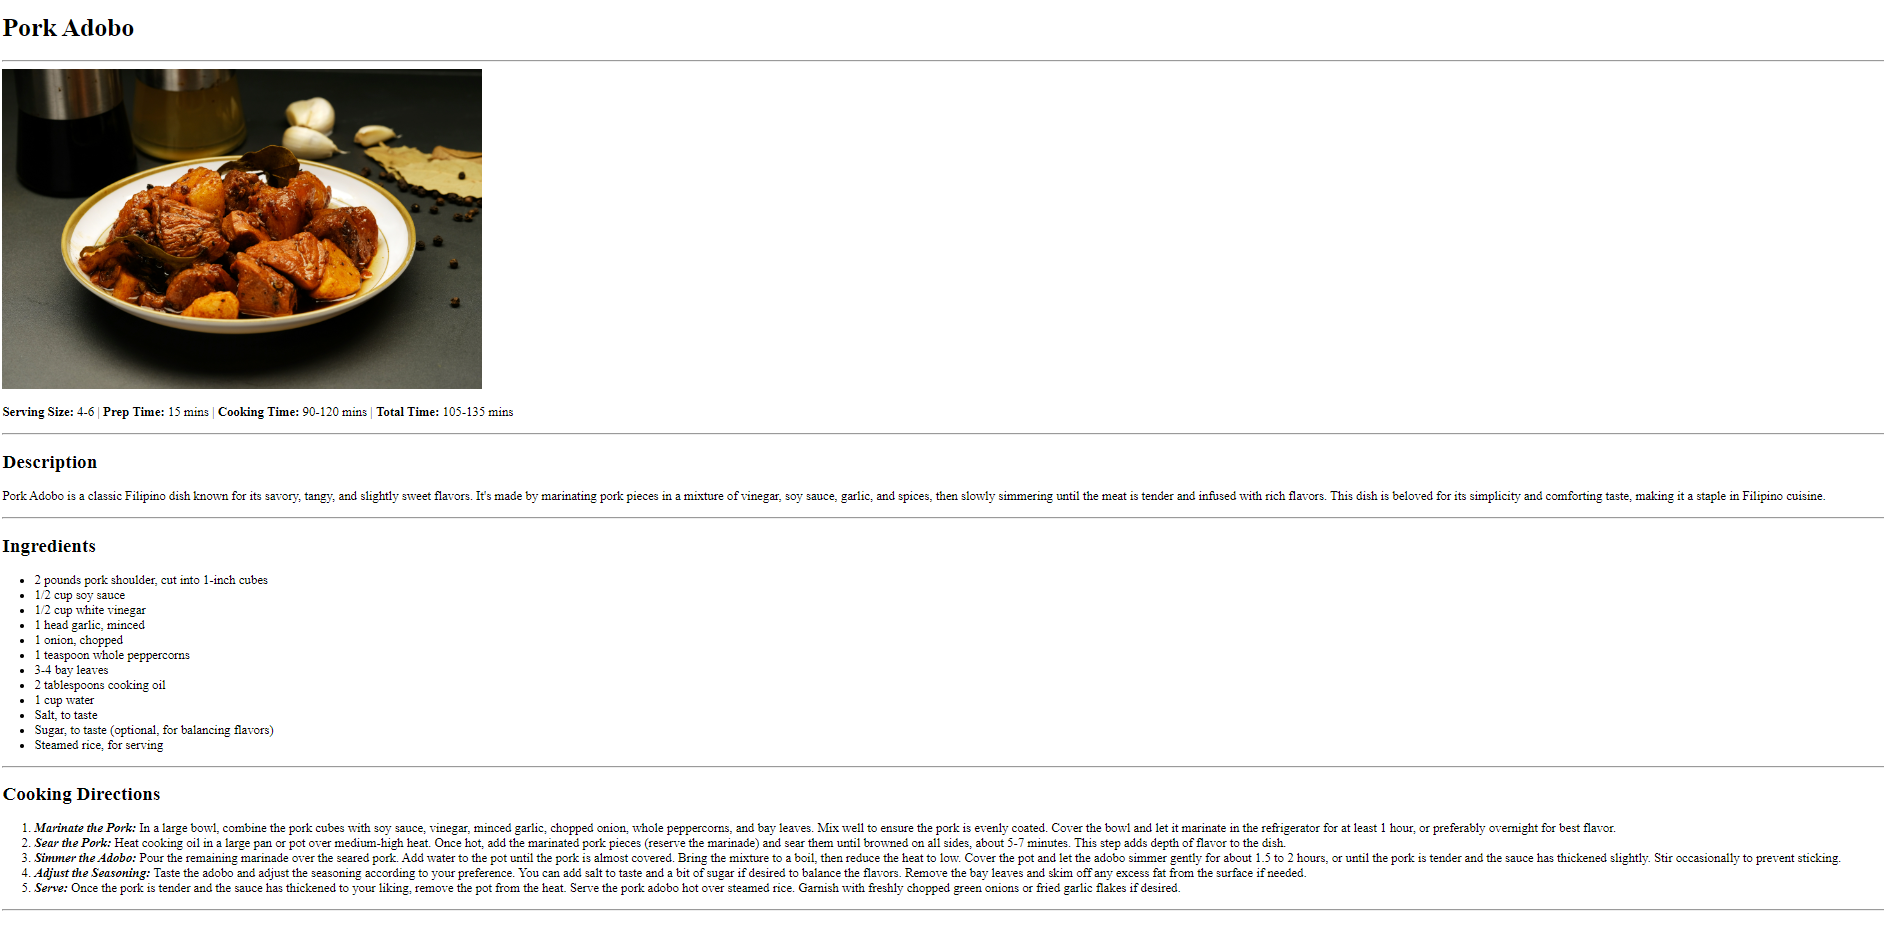 Pork Adobo
Serving Size: 4-6 | Prep Time: 15 mins | Cooking Time: 90-120 mins | Total Time: 105-135 mins
Description
Pork Adobo is a classic Filipino dish known for its savory, tangy, and slightly sweet flavors. It's made by marinating pork pieces in a mixture of vinegar, soy sauce, garlic, and spices, then slowly simmering until the meat is tender and infused with rich flavors. This dish is beloved for its simplicity and comforting taste, making it a staple in Filipino cuisine.
Ingredients
• 2 pounds pork shoulder, cut into 1-inch cubes
• 1/2 cup soy sauce
• 1/2 cup white vinegar
• 1 head garlic, minced
• 1 onion, chopped
• 1 teaspoon whole peppercorns
• 3-4 bay leaves
• 2 tablespoons cooking oil
• 1 cup water
• Salt, to taste
• Sugar, to taste (optional, for balancing flavors)
• Steamed rice, for serving
Cooking Directions
1. Marinate the Pork: In a large bowl, combine the pork cubes with soy sauce, vinegar, minced garlic, chopped onion, whole peppercorns, and bay leaves. Mix well to ensure the pork is evenly coated. Cover the bowl and let it marinate in the refrigerator for at least 1 hour, or preferably overnight for best flavor.
2. Sear the Pork: Heat cooking oil in a large pan or pot over medium-high heat. Once hot, add the marinated pork pieces (reserve the marinade) and sear them until browned on all sides, about 5-7 minutes. This step adds depth of flavor to the dish.
3. Simmer the Adobo: Pour the remaining marinade over the seared pork. Add water to the pot until the pork is almost covered. Bring the mixture to a boil, then reduce the heat to low. Cover the pot and let the adobo simmer gently for about 1.5 to 2 hours, or until the pork is tender and the sauce has thickened slightly. Stir occasionally to prevent sticking.
4. Adjust the Seasoning: Taste the adobo and adjust the seasoning according to your preference. You can add salt to taste and a bit of sugar if desired to balance the flavors. Remove the bay leaves and skim off any excess fat from the surface if needed.
5. Serve: Once the pork is tender and the sauce has thickened to your liking, remove the pot from the heat. Serve the pork adobo hot over steamed rice. Garnish with freshly chopped green onions or fried garlic flakes if desired.